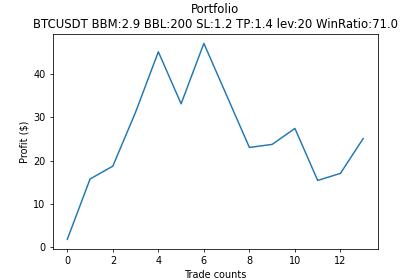 Portfolio
BTCUSDT BBM:2.9 BBL:200 SL:1.2 TP:1.4 lev:20 WinRatio:71.0
Profit ($)
40
30
20
10
0
0 2 4 6 8 10 12
Trade counts